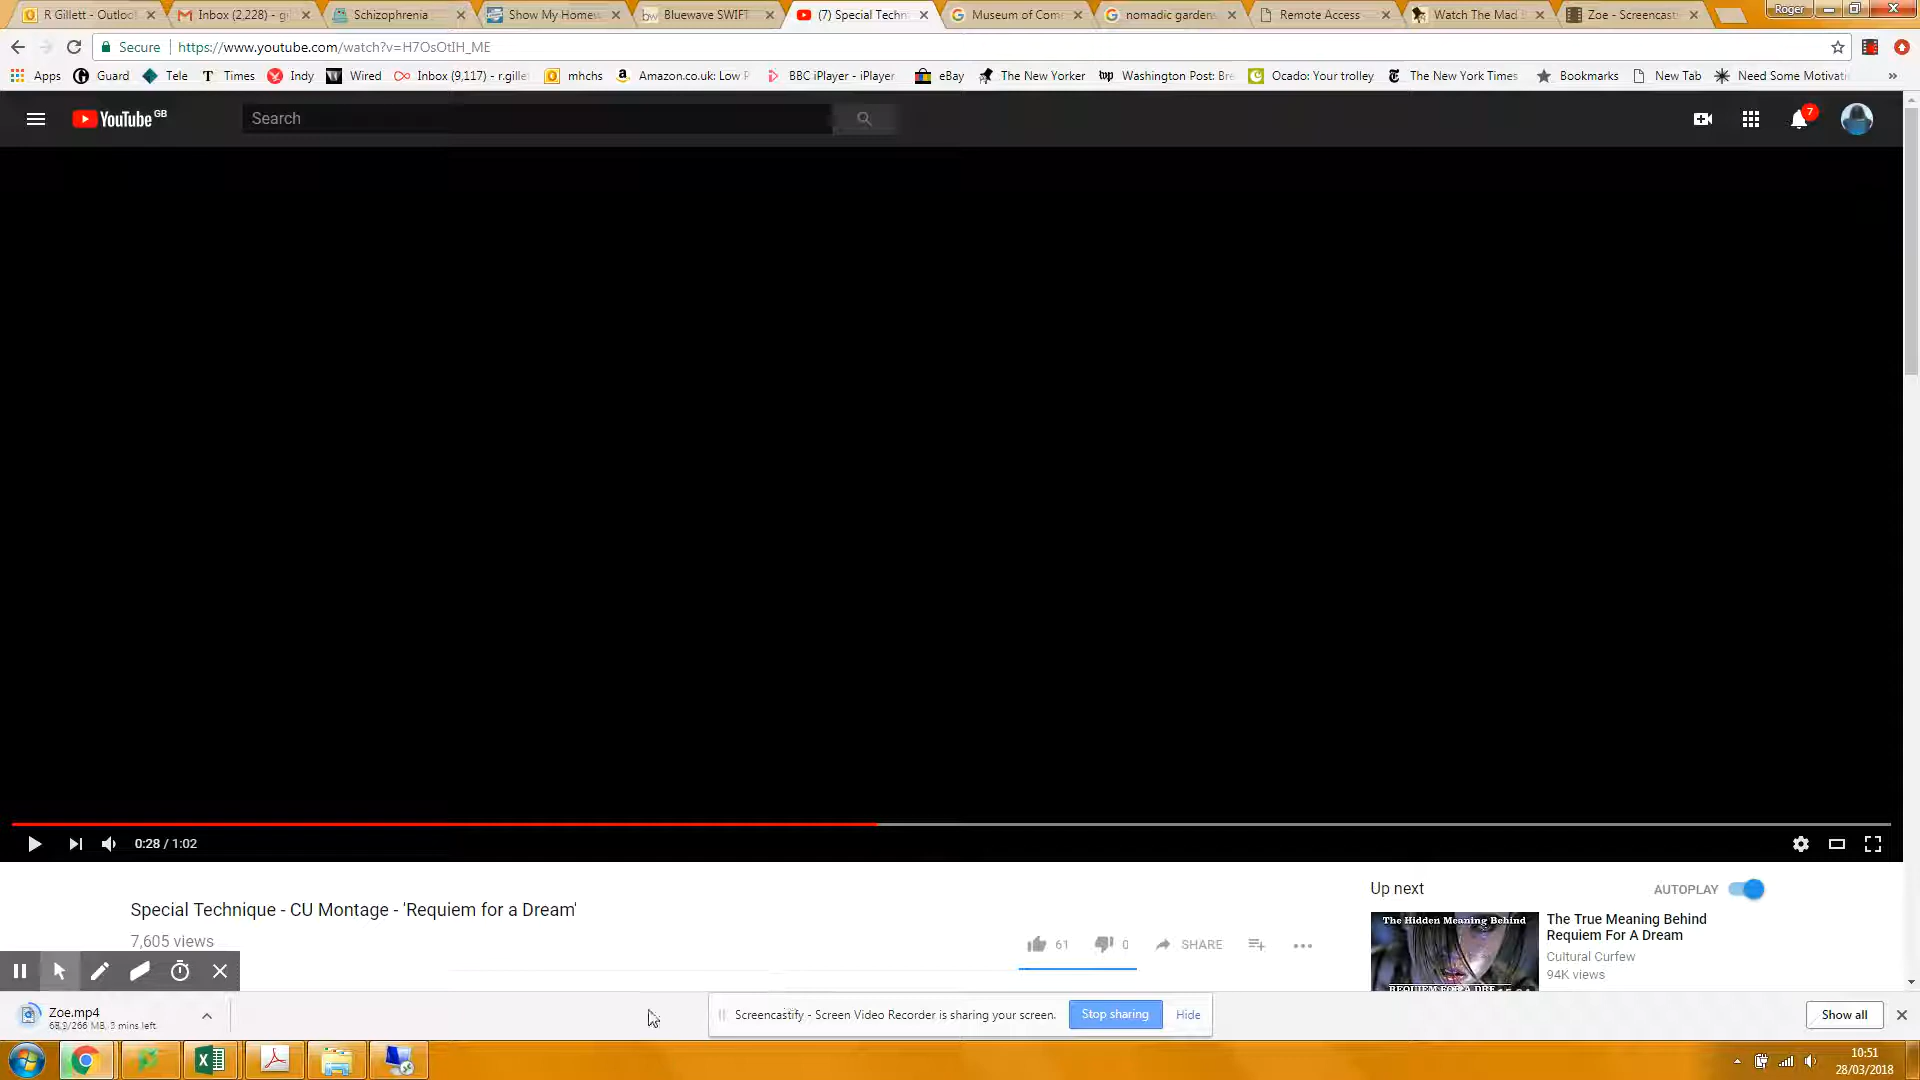 R Gillett - Outloo
Inbox (2,228) - gi
Schizophrenia
Show My Homew
Bluewave SWIFT
(7) Special Techn
Museum of Com
nomadic gardens
Remote Access
Watch The Mad
Zoe - Screencast
Roger
Secure
https://www.youtube.com/watch?v=H7OsOtIH_ME
Apps
Guard
Tele
Times
Indy
Wired
Inbox (9,117) - r.gille
mhchs
Amazon.co.uk: Low P
BBC iPlayer - iPlayer
eBay
The New Yorker
Washington Post: Bre
Ocado: Your trolley
The New York Times
Bookmarks
New Tab
Need Some Motivati
YouTube GB
Search
7
0:28 / 1:02
Special Technique - CU Montage - 'Requiem for a Dream'
7,605 views
61
0
SHARE
Up next
AUTOPLAY
The Hidden Meaning Behind
The True Meaning Behind
Requiem For A Dream
Cultural Curfew
94K views
Zoe.mp4
Screencastify - Screen Video Recorder is sharing your screen.
Stop sharing
Hide
Show all
10:51
28/03/2018